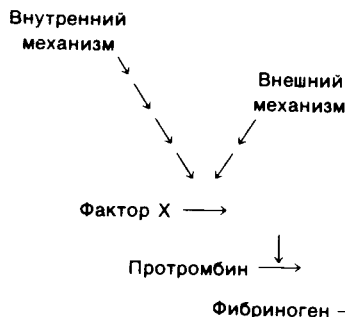 Внутренний
механизм
Внешний
механизм
Фактор X
Протромбин
Фибриноген